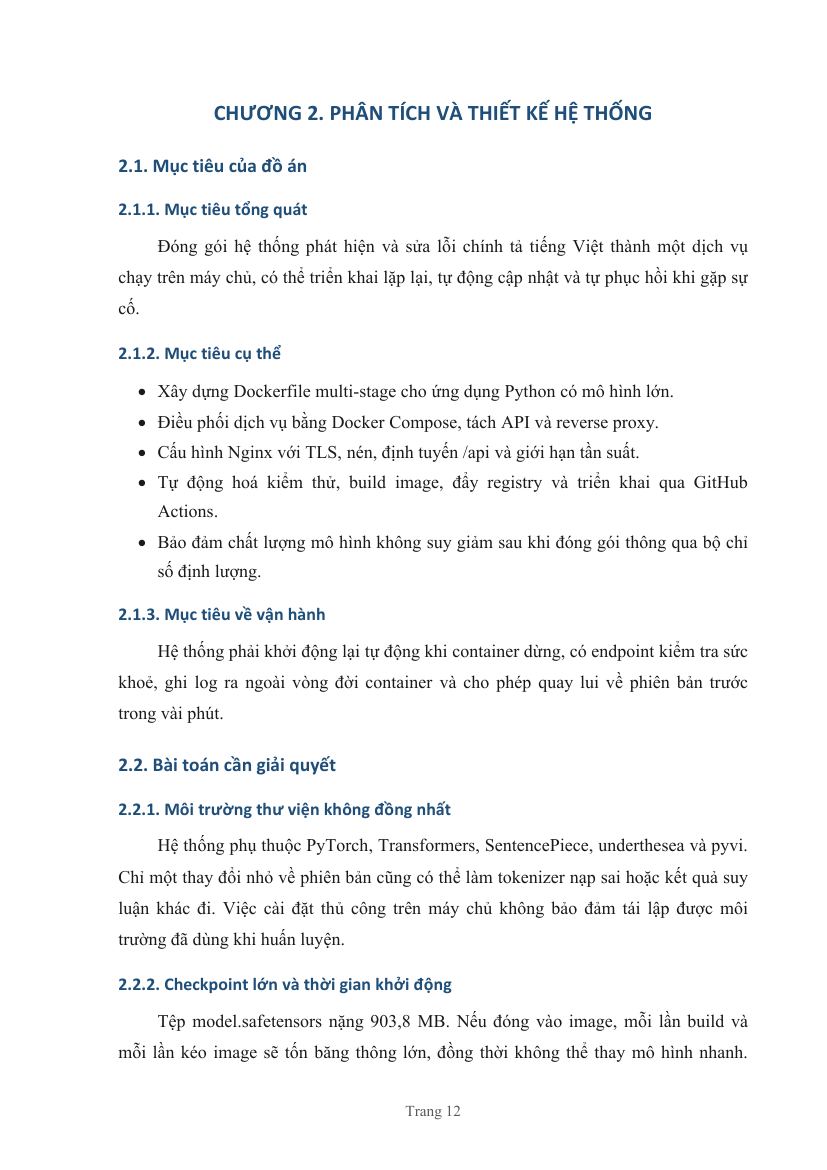 CHƯƠNG 2. PHÂN TÍCH VÀ THIẾT KẾ HỆ THỐNG
2.1. Mục tiêu của đồ án
2.1.1. Mục tiêu tổng quát
Đóng gói hệ thống phát hiện và sửa lỗi chính tả tiếng Việt thành một dịch vụ
chạy trên máy chủ, có thể triển khai lặp lại, tự động cập nhật và tự phục hồi khi gặp sự
cố.
2.1.2. Mục tiêu cụ thể
• Xây dựng Dockerfile multi-stage cho ứng dụng Python có mô hình lớn.
• Điều phối dịch vụ bằng Docker Compose, tách API và reverse proxy.
• Cấu hình Nginx với TLS, nén, định tuyến /api và giới hạn tần suất.
• Tự động hoá kiểm thử, build image, đẩy registry và triển khai qua GitHub
Actions.
• Bảo đảm chất lượng mô hình không suy giảm sau khi đóng gói thông qua bộ chỉ
số định lượng.
2.1.3. Mục tiêu về vận hành
Hệ thống phải khởi động lại tự động khi container dừng, có endpoint kiểm tra sức
khoẻ, ghi log ra ngoài vòng đời container và cho phép quay lui về phiên bản trước
trong vài phút.
2.2. Bài toán cần giải quyết
2.2.1. Môi trường thư viện không đồng nhất
Hệ thống phụ thuộc PyTorch, Transformers, SentencePiece, underthesea và pyvi.
Chỉ một thay đổi nhỏ về phiên bản cũng có thể làm tokenizer nạp sai hoặc kết quả suy
luận khác đi. Việc cài đặt thủ công trên máy chủ không bảo đảm tái lập được môi
trường đã dùng khi huấn luyện.
2.2.2. Checkpoint lớn và thời gian khởi động
Tệp model.safetensors nặng 903,8 MB. Nếu đóng vào image, mỗi lần build và
mỗi lần kéo image sẽ tốn băng thông lớn, đồng thời không thể thay mô hình nhanh.
Trang 12